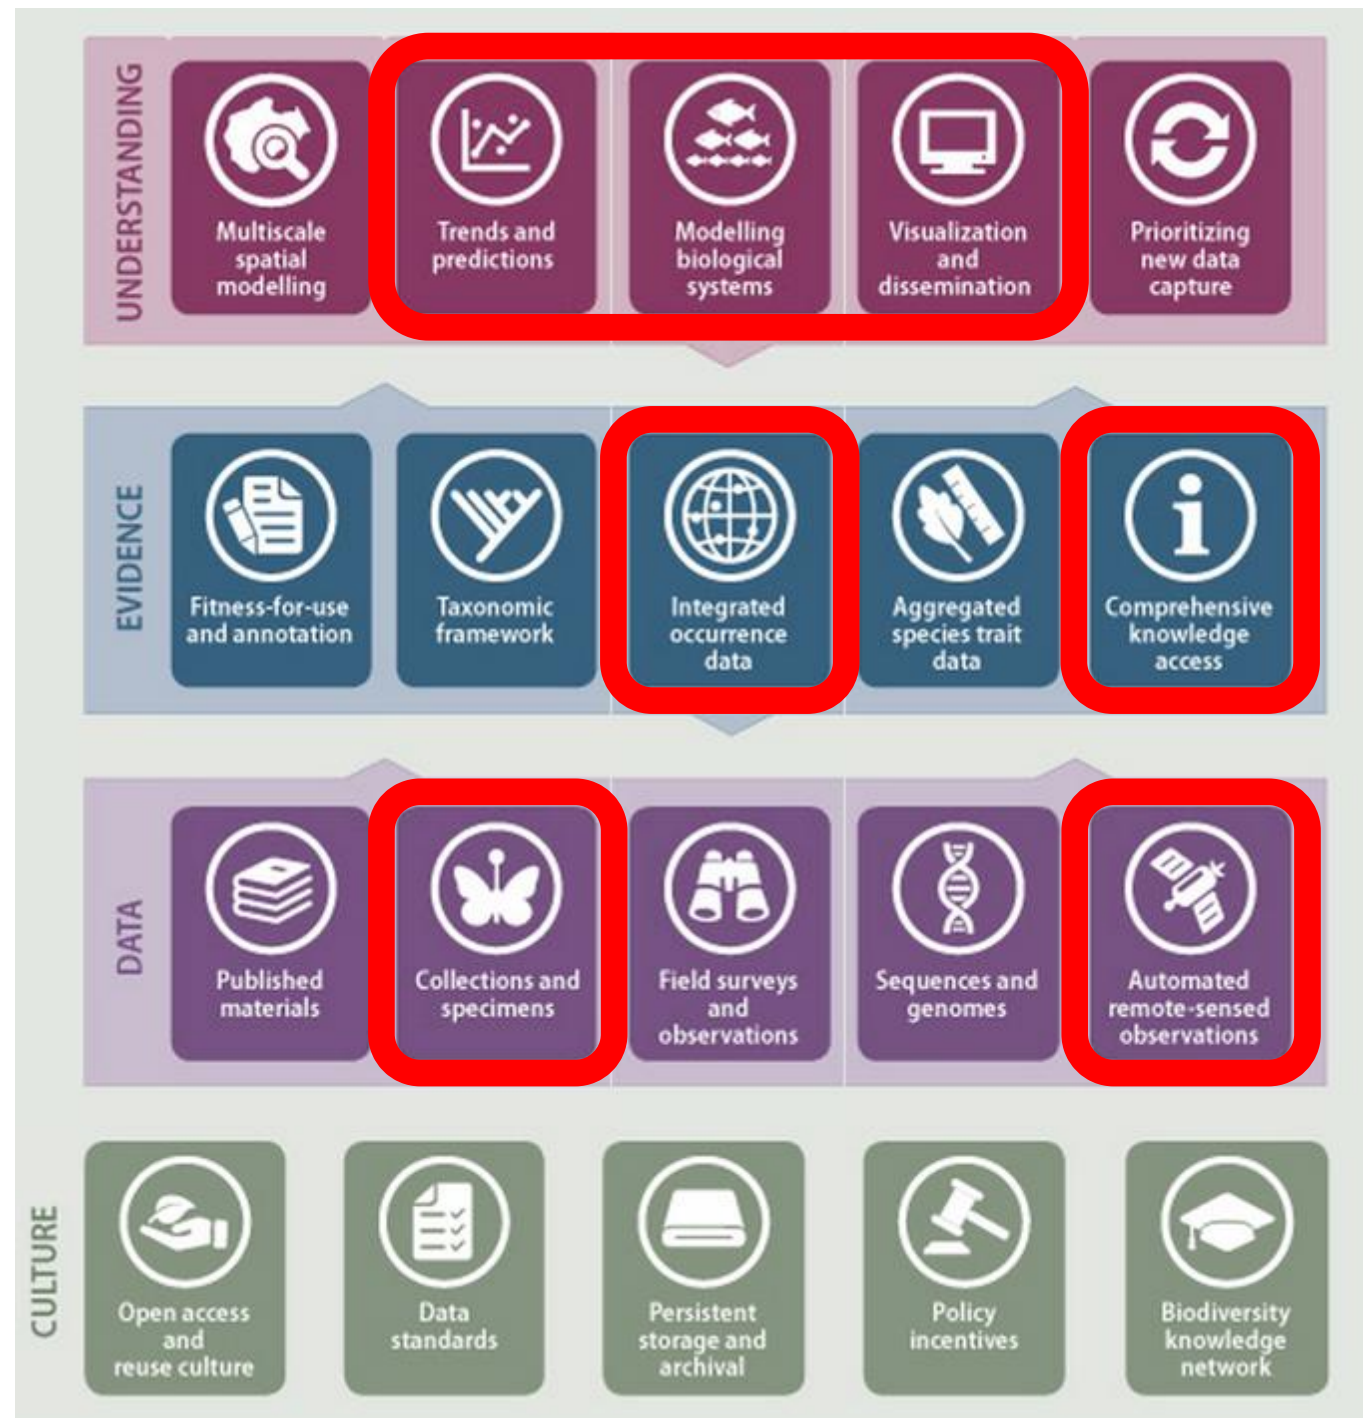 UNDERSTANDING
Multiscale
spatial
modelling
Trends and
predictions
Modelling
biological
systems
Visualization
and
dissemination
Prioritizing
new data
capture
EVIDENCE
Fitness-for-use
and annotation
Taxonomic
framework
Integrated
occurrence
data
Aggregated
species trait
data
Comprehensive
knowledge
access
DATA
Published
materials
Collections and
specimens
Field surveys
and
observations
Sequences and
genomes
Automated
remote-sensed
observations
CULTURE
Open access
and
reuse culture
Data
standards
Persistent
storage and
archival
Policy
incentives
Biodiversity
knowledge
network